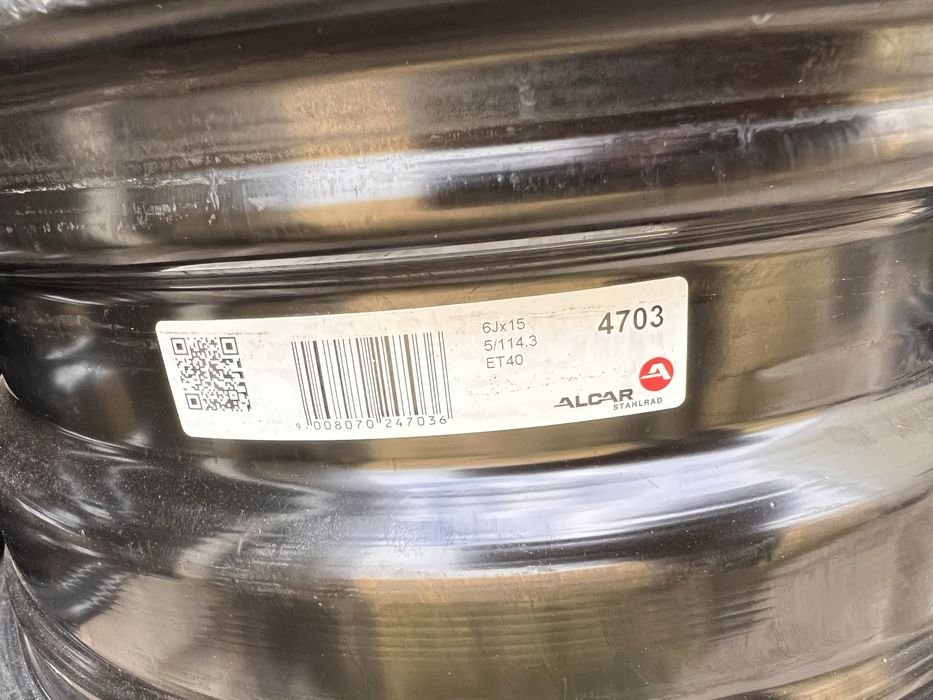 6Jx15
5/114.3
ET40
4703
9 008070 247036
ALCAR
STAHLRAD